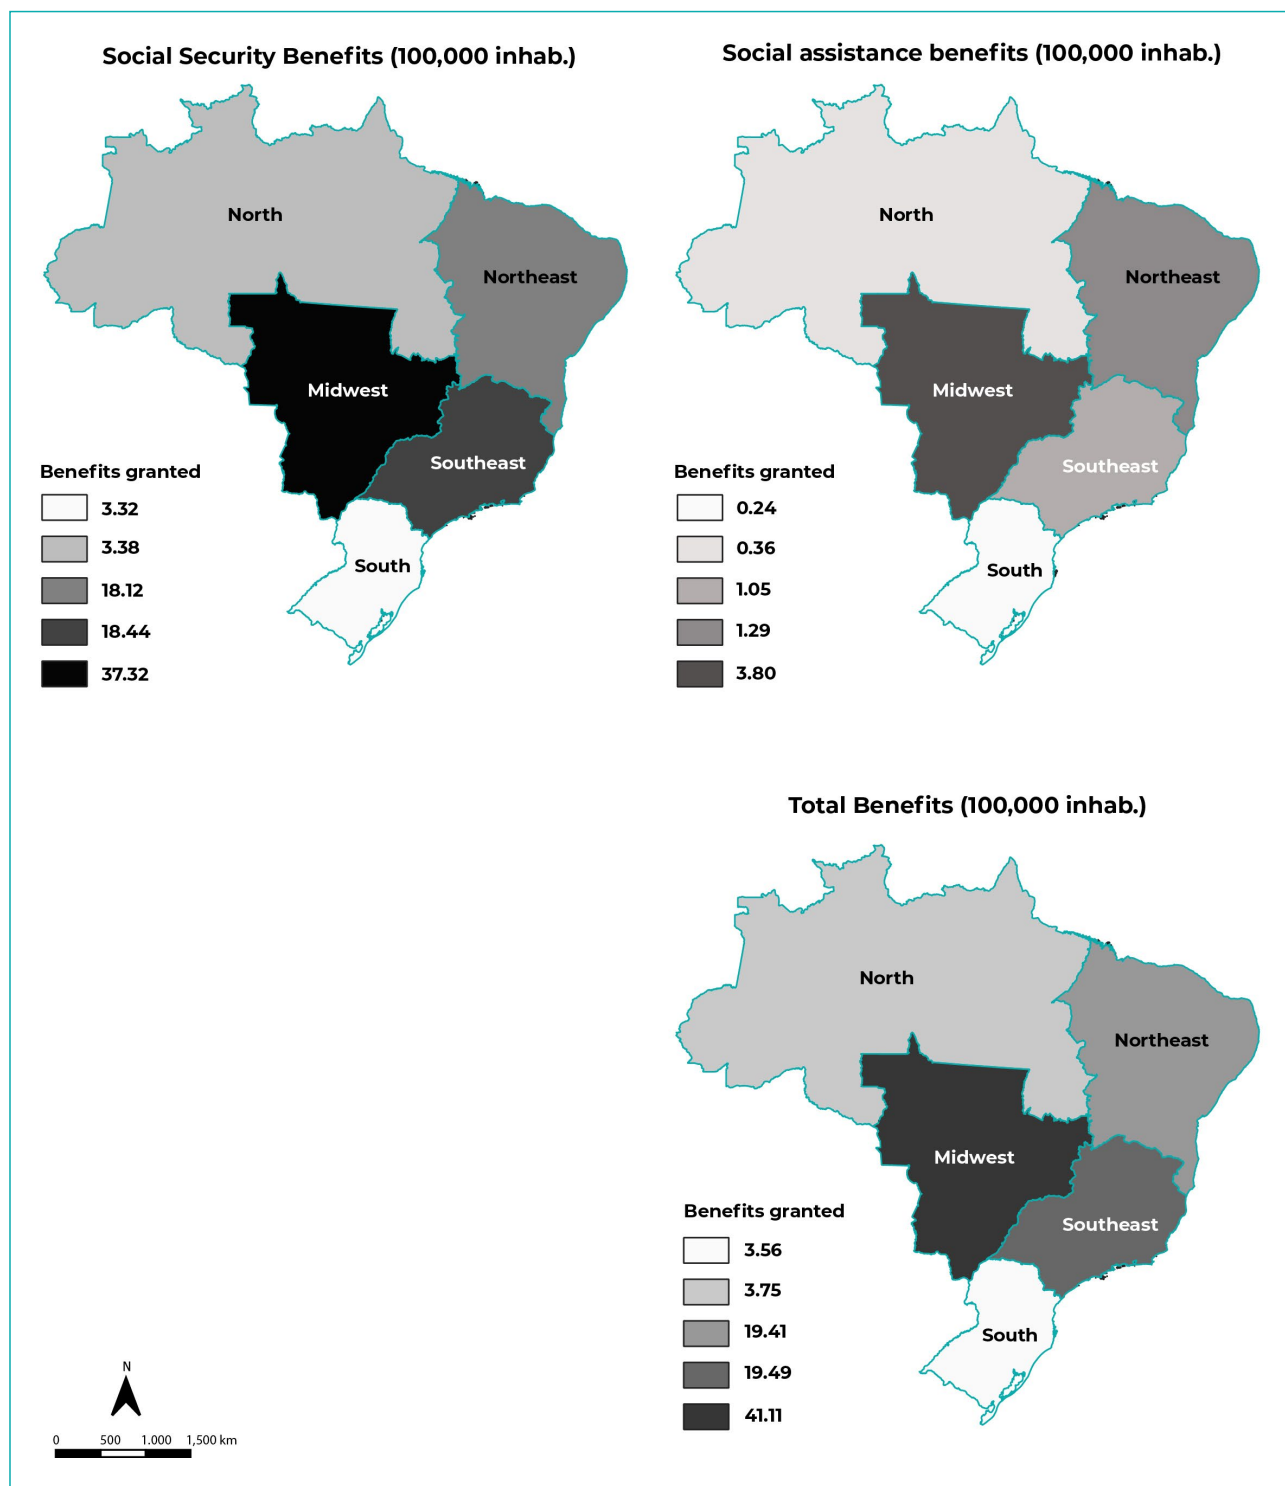 Social Security Benefits (100,000 inhab.)
North
Northeast
Midwest
Southeast
South
Benefits granted
3.32
3.38
18.12
18.44
37.32
Social assistance benefits (100,000 inhab.)
North
Northeast
Midwest
Southeast
South
Benefits granted
0.24
0.36
1.05
1.29
3.80
Total Benefits (100,000 inhab.)
North
Northeast
Midwest
Southeast
South
Benefits granted
3.56
3.75
19.41
19.49
41.11
N
0 500 1.000 1,500 km